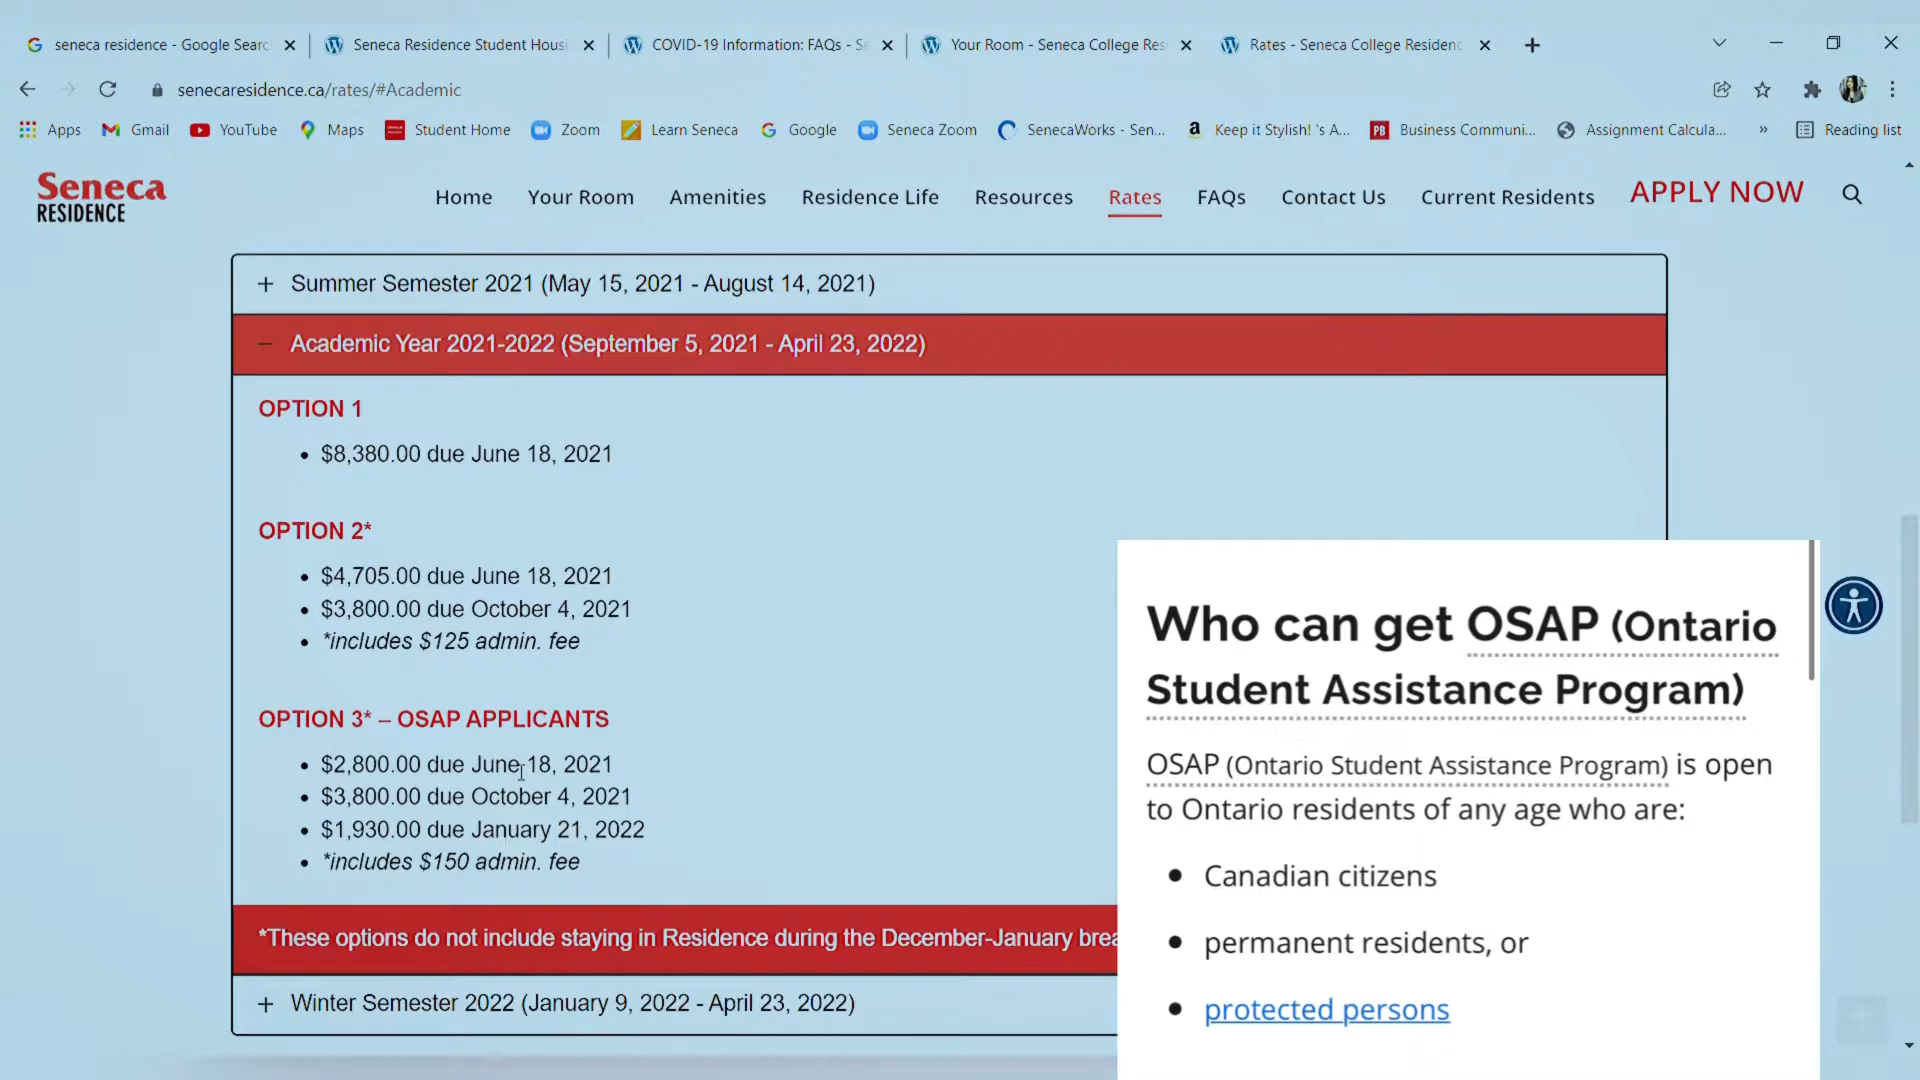 seneca residence - Google Searc
Seneca Residence Student Housi
COVID-19 Information: FAQs - Se
Your Room - Seneca College Res
Rates - Seneca College Residenc
senecaresidence.ca/rates/#Academic
Apps
Gmail
YouTube
Maps
Student Home
Zoom
Learn Seneca
Google
Seneca Zoom
SenecaWorks - Sen...
Keep it Stylish! 's A...
PB Business Communi...
Assignment Calcula...
»
Reading list
Seneca
RESIDENCE
Home
Your Room
Amenities
Residence Life
Resources
Rates
FAQs
Contact Us
Current Residents
APPLY NOW
+ Summer Semester 2021 (May 15, 2021 - August 14, 2021)
– Academic Year 2021-2022 (September 5, 2021 - April 23, 2022)
OPTION 1
• $8,380.00 due June 18, 2021
OPTION 2*
• $4,705.00 due June 18, 2021
• $3,800.00 due October 4, 2021
• *includes $125 admin. fee
OPTION 3* – OSAP APPLICANTS
• $2,800.00 due June 18, 2021
• $3,800.00 due October 4, 2021
• $1,930.00 due January 21, 2022
• *includes $150 admin. fee
*These options do not include staying in Residence during the December-January brea
+ Winter Semester 2022 (January 9, 2022 - April 23, 2022)
Who can get OSAP (Ontario
Student Assistance Program)
OSAP (Ontario Student Assistance Program) is open
to Ontario residents of any age who are:
• Canadian citizens
• permanent residents, or
• protected persons